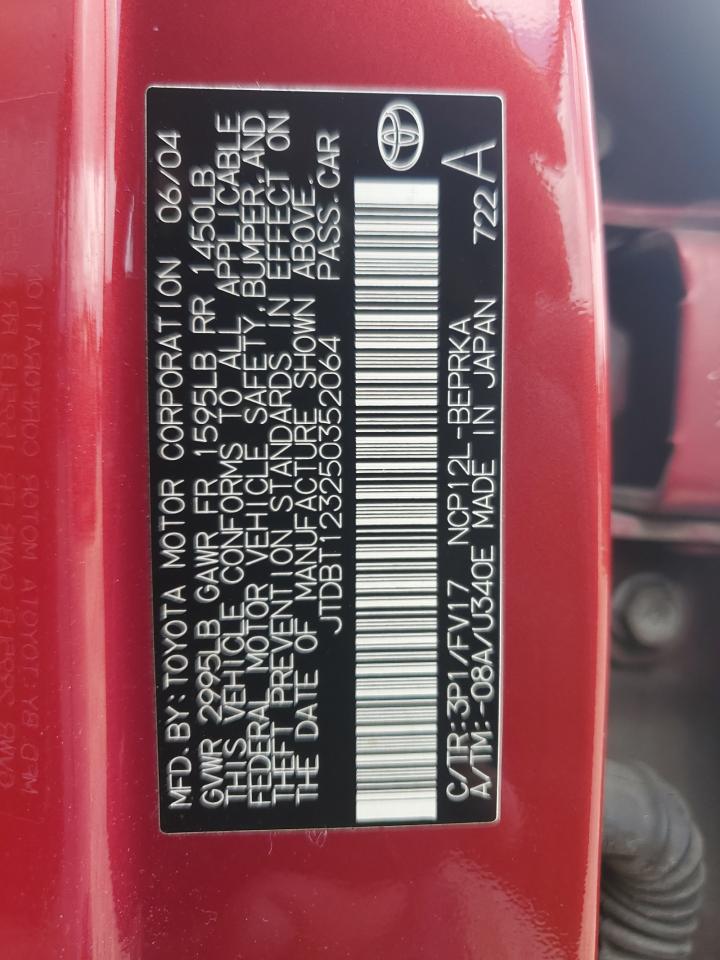 MFD. BY: TOYOTA MOTOR CORPORATION 06/04
GVWR 2995LB GAWR FR 1595LB RR 1450LB
THIS VEHICLE CONFORMS TO ALL APPLICABLE
FEDERAL MOTOR VEHICLE SAFETY, BUMPER, AND
THEFT PREVENTION STANDARDS IN EFFECT ON
THE DATE OF MANUFACTURE SHOWN ABOVE.
JTDBT123250352064 PASS. CAR
C/TR: 3P1/FV17 NCP12L-BEPRKA
A/TM: -08A/U340E MADE IN JAPAN 722 A